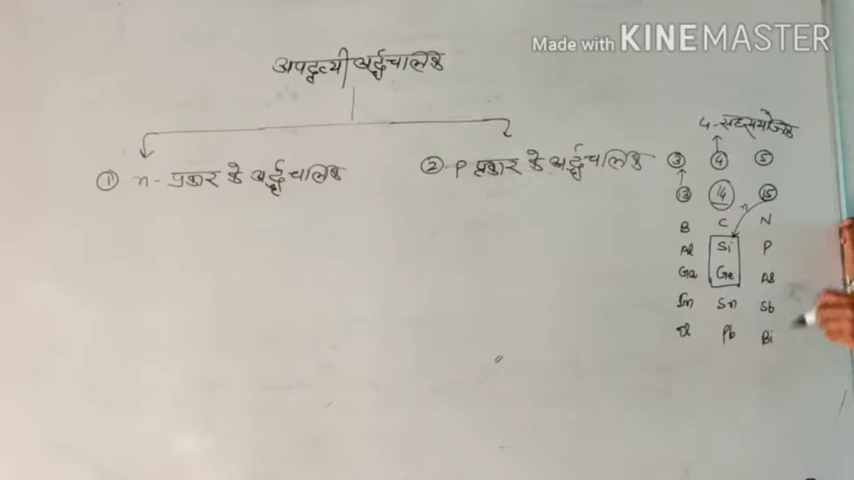 Made with KINEMASTER
अपद्रव्यी अर्द्धचालक
① n- प्रकार के अर्द्धचालक
② P प्रकार के अर्द्धचालक
4-सहसंयोजक
③ ④ ⑤
⑬ ⑭ ⑮
n
B C N
Al Si P
Ga Ge As
In Sn Sb
Tl Pb Bi